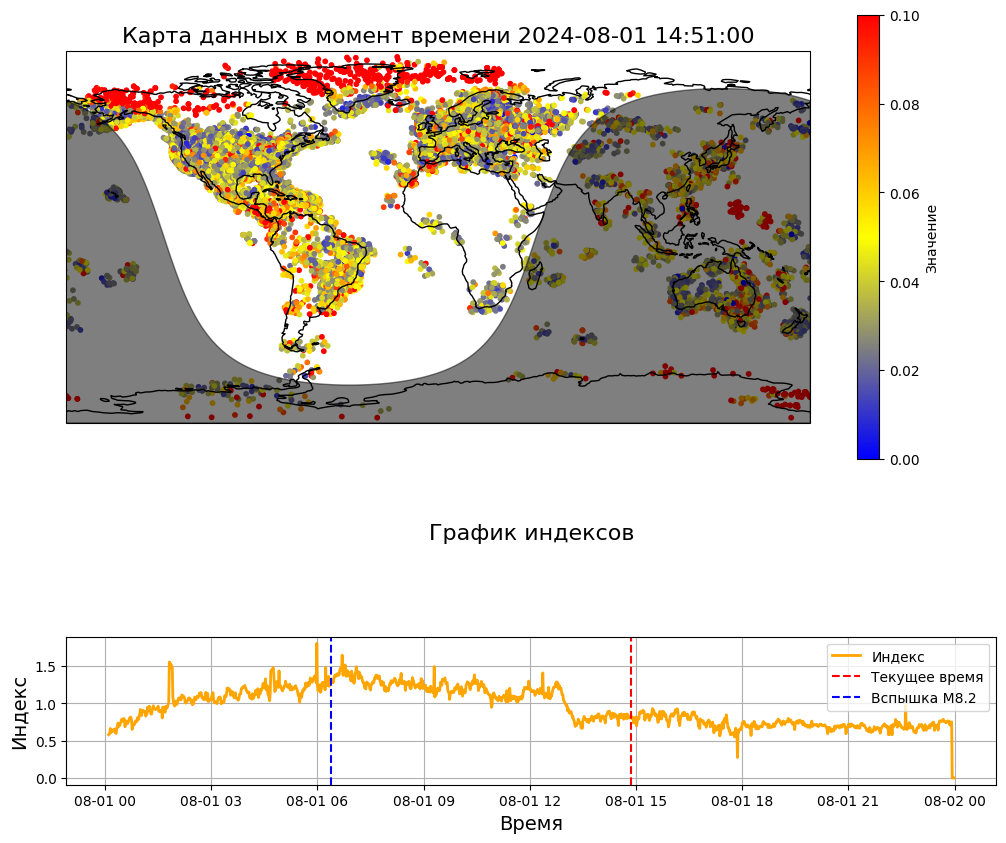 Карта данных в момент времени 2024-08-01 14:51:00
0.10
0.08
0.06
0.04
0.02
0.00
Значение
График индексов
Индекс
1.5
1.0
0.5
0.0
Индекс
Текущее время
Вспышка M8.2
08-01 00 08-01 03 08-01 06 08-01 09 08-01 12 08-01 15 08-01 18 08-01 21 08-02 00
Время